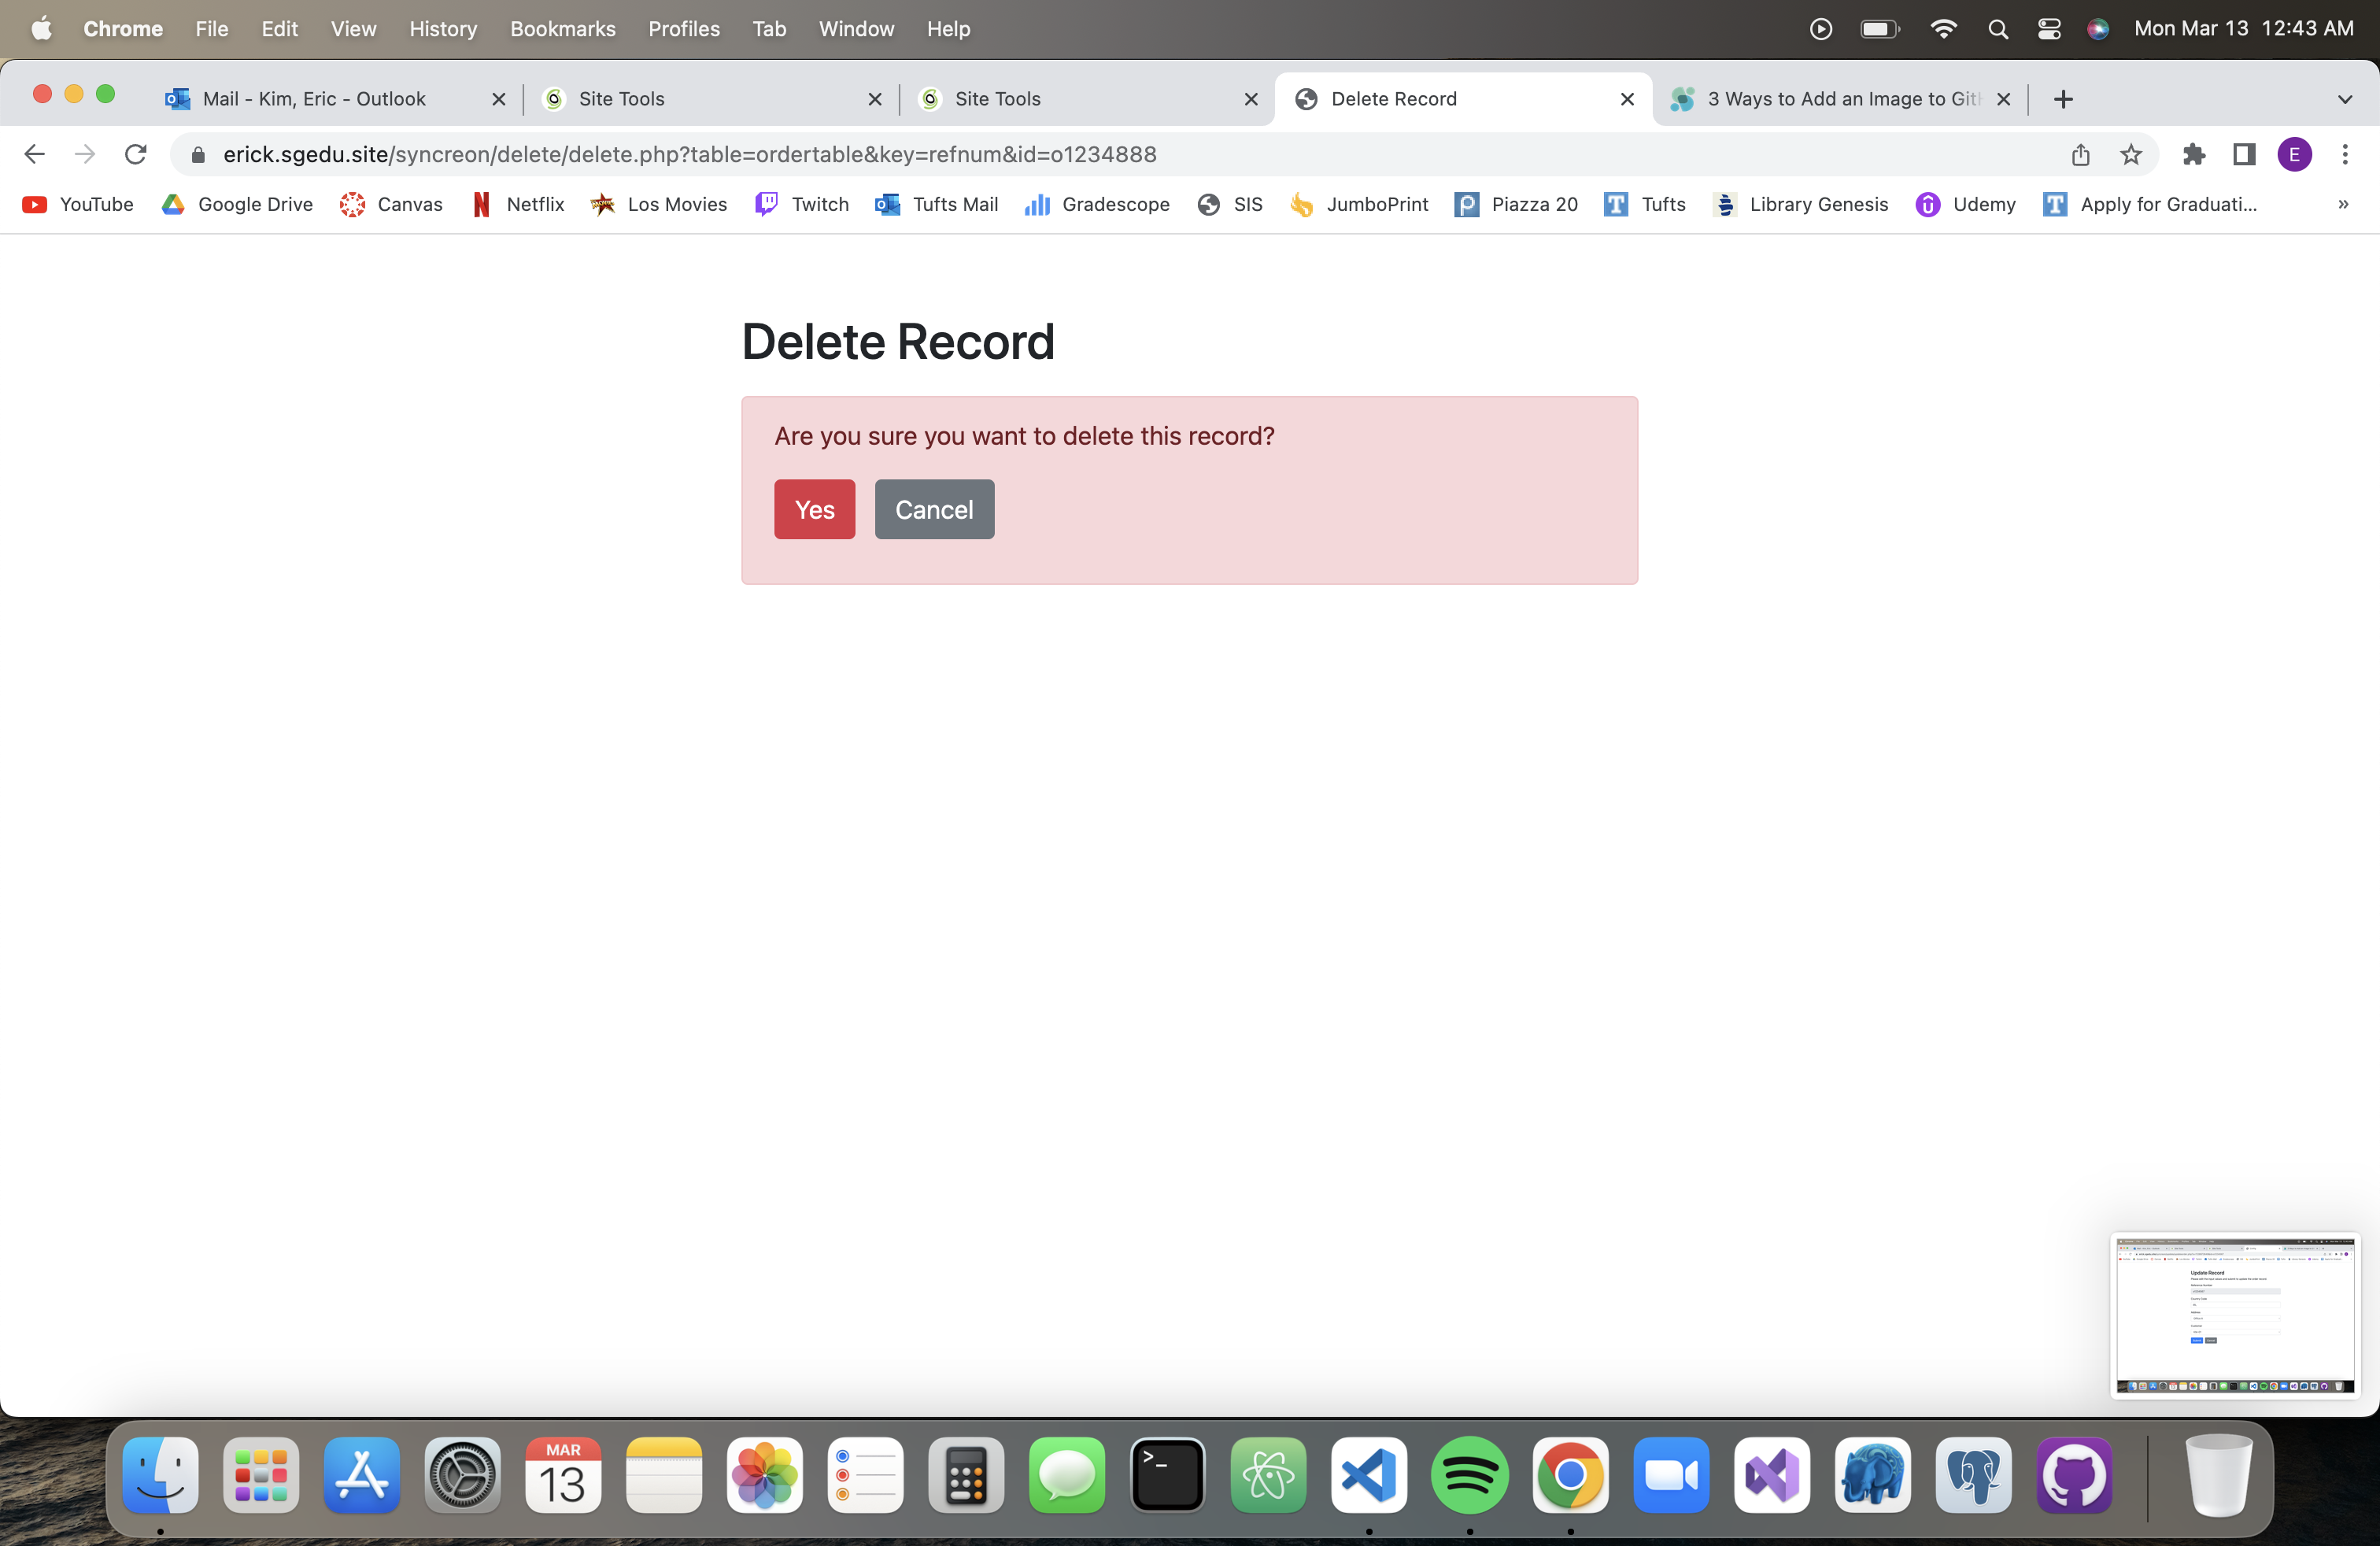 Chrome File Edit View History Bookmarks Profiles Tab Window Help Mon Mar 13 12:43 AM
Mail - Kim, Eric - Outlook Site Tools Site Tools Delete Record 3 Ways to Add an Image to Git
erick.sgedu.site/syncreon/delete/delete.php?table=ordertable&key=refnum&id=o1234888 E
YouTube Google Drive Canvas Netflix Los Movies Twitch Tufts Mail Gradescope SIS JumboPrint Piazza 20 Tufts Library Genesis Udemy Apply for Graduati... »
Delete Record
Are you sure you want to delete this record?
Yes Cancel
Update Record
MAR
13